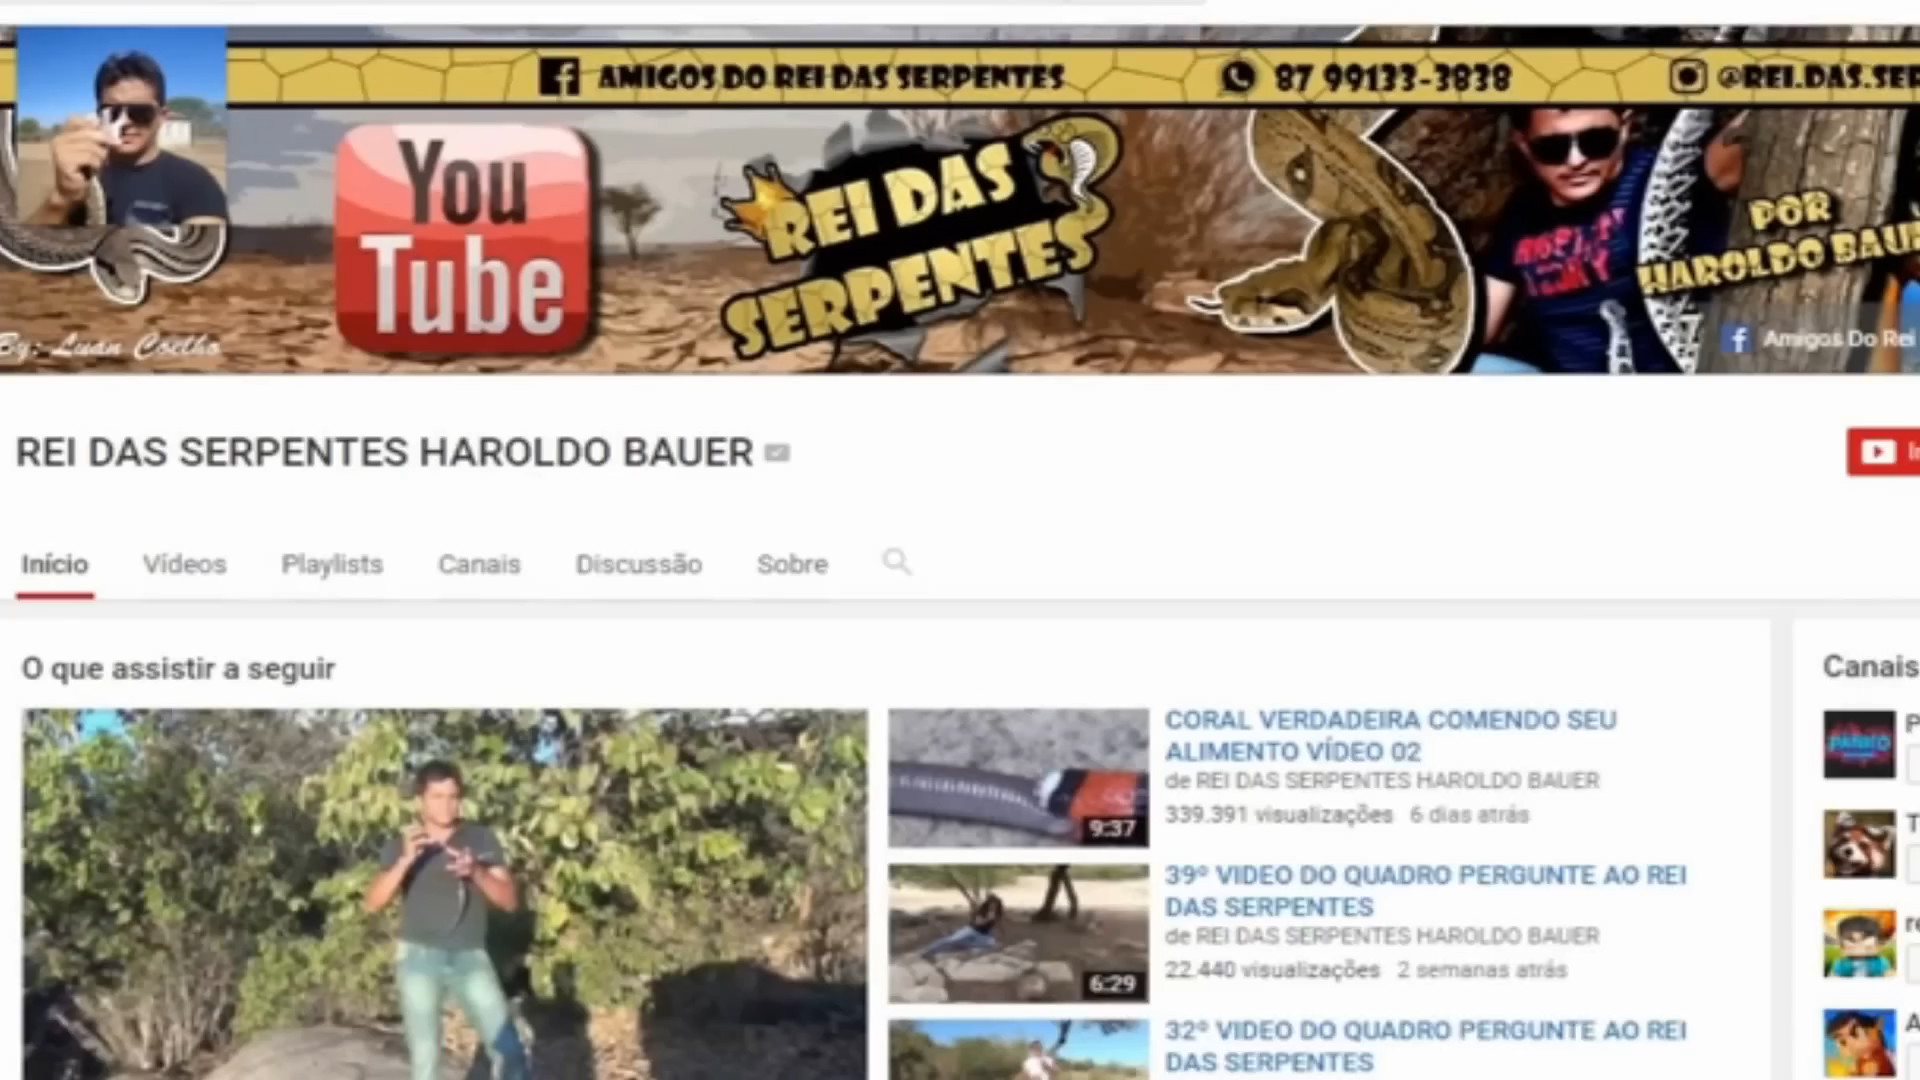 AMIGOS DO REI DAS SERPENTES
87 99133-3838
@REI.DAS.SER
You
Tube
REI DAS
SERPENTES
POR
HAROLDO BAU
By: Luan Coelho
Amigos Do Rei
REI DAS SERPENTES HAROLDO BAUER
Início Vídeos Playlists Canais Discussão Sobre
O que assistir a seguir
Canais
CORAL VERDADEIRA COMENDO SEU
ALIMENTO VÍDEO 02
de REI DAS SERPENTES HAROLDO BAUER
339.391 visualizações 6 dias atrás
9:37
39º VIDEO DO QUADRO PERGUNTE AO REI
DAS SERPENTES
de REI DAS SERPENTES HAROLDO BAUER
22.440 visualizações 2 semanas atrás
6:29
32º VIDEO DO QUADRO PERGUNTE AO REI
DAS SERPENTES
PANICO